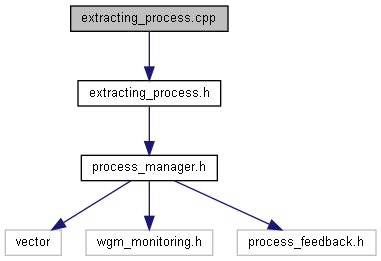 extracting_process.cpp
extracting_process.h
process_manager.h
vector
wgm_monitoring.h
process_feedback.h